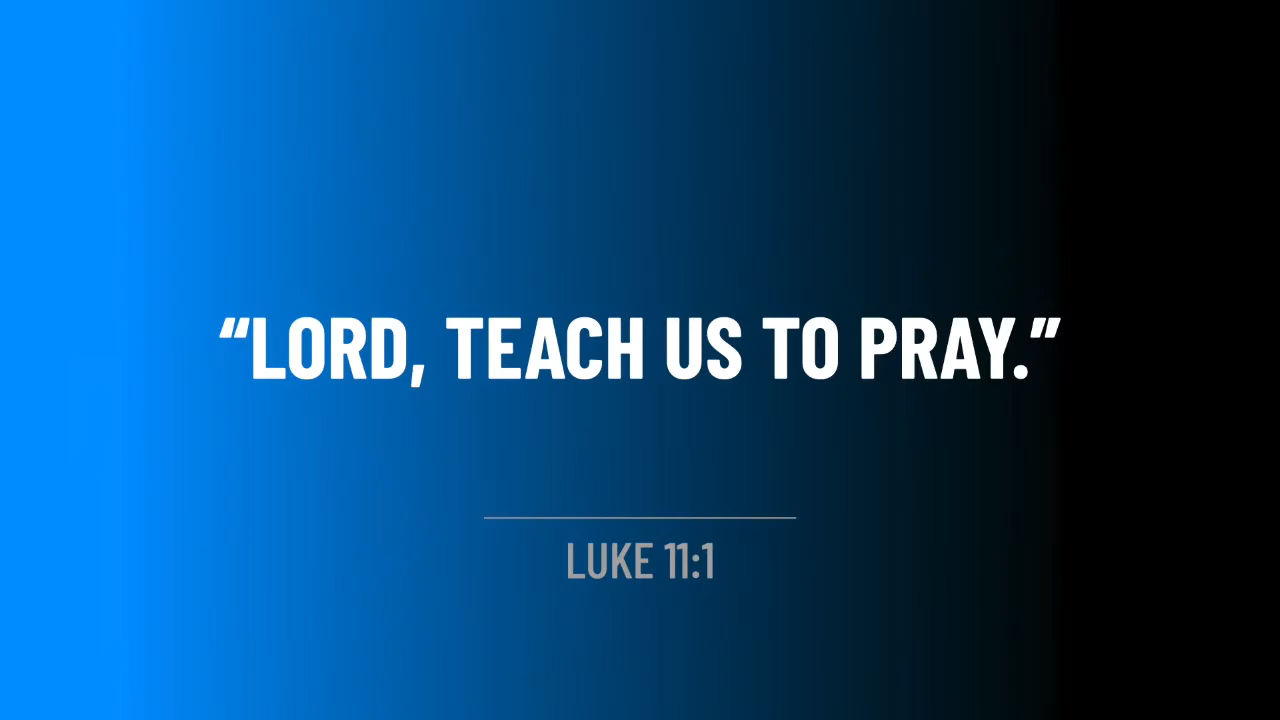 “LORD, TEACH US TO PRAY.”
LUKE 11:1